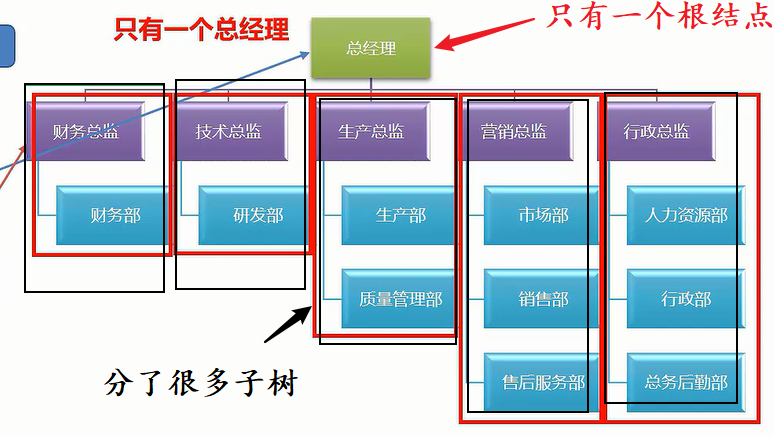 只有一个根结点
只有一个总经理
总经理
财务总监
技术总监
生产总监
营销总监
行政总监
财务部
研发部
生产部
市场部
人力资源部
质量管理部
销售部
行政部
售后服务部
总务后勤部
分了很多子树